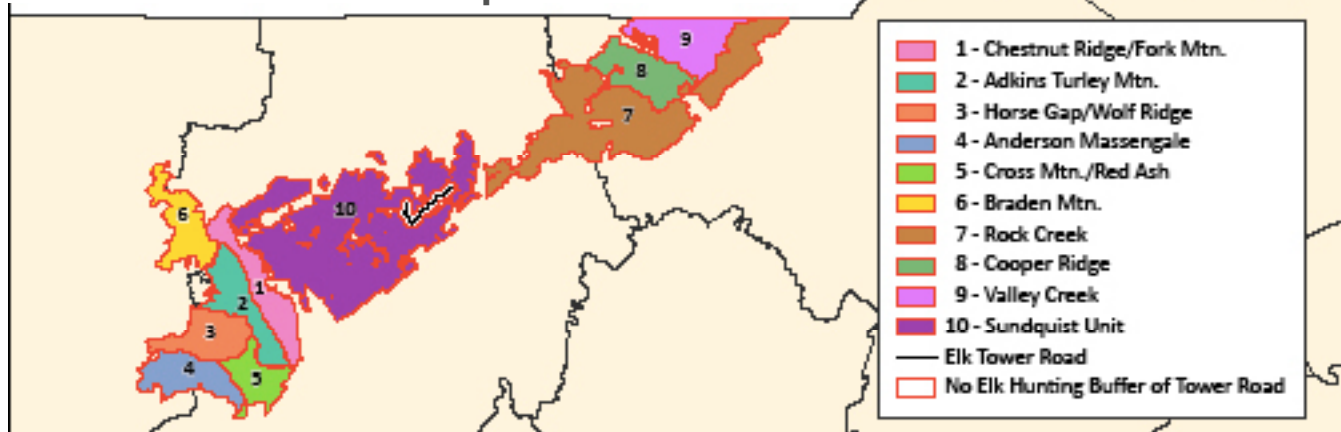 9
8
7
10
6
1
2
3
4
5
1 - Chestnut Ridge/Fork Mtn.
2 - Adkins Turley Mtn.
3 - Horse Gap/Wolf Ridge
4 - Anderson Massengale
5 - Cross Mtn./Red Ash
6 - Braden Mtn.
7 - Rock Creek
8 - Cooper Ridge
9 - Valley Creek
10 - Sundquist Unit
Elk Tower Road
No Elk Hunting Buffer of Tower Road